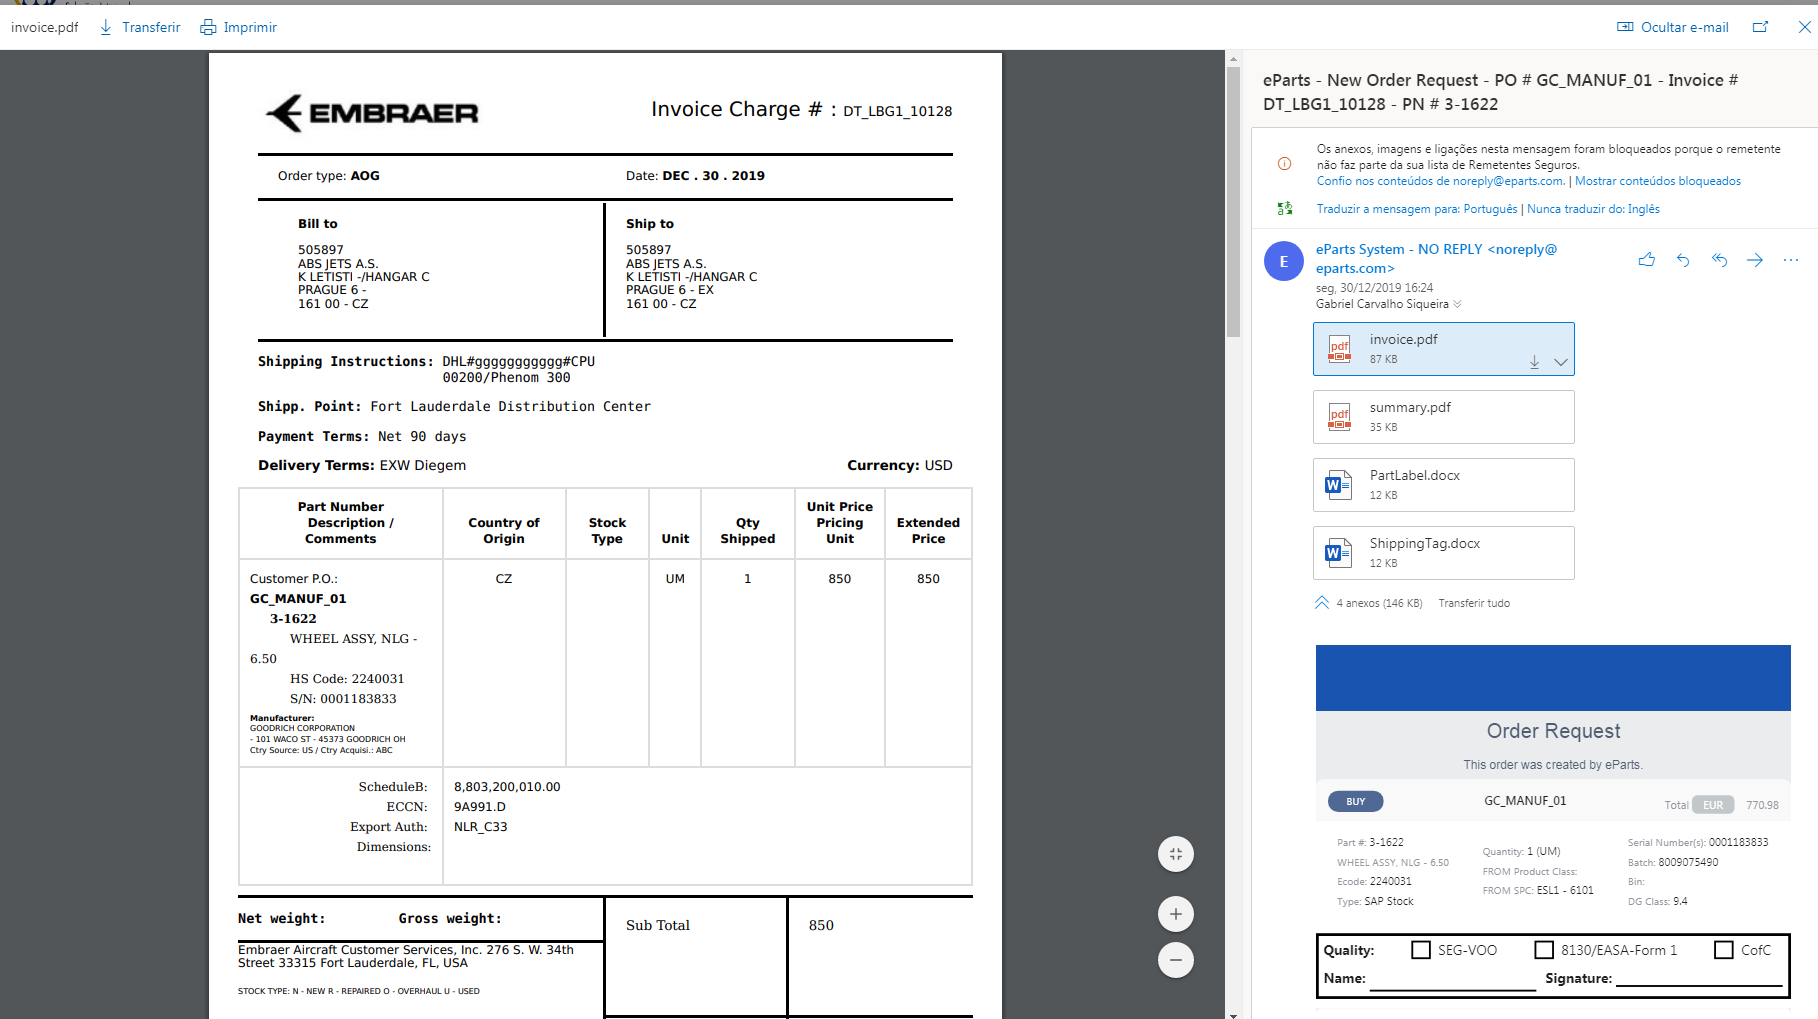 invoice.pdf Transferir Imprimir Ocultar e-mail
EMBRAER
Invoice Charge # : DT_LBG1_10128
Order type: AOG Date: DEC . 30 . 2019
Bill to
505897
ABS JETS A.S.
K LETISTI -/HANGAR C
PRAGUE 6 -
161 00 - CZ
Ship to
505897
ABS JETS A.S.
K LETISTI -/HANGAR C
PRAGUE 6 - EX
161 00 - CZ
Shipping Instructions: DHL#ggggggggggg#CPU
00200/Phenom 300
Shipp. Point: Fort Lauderdale Distribution Center
Payment Terms: Net 90 days
Delivery Terms: EXW Diegem Currency: USD
Part Number
Description /
Comments
Country of
Origin
Stock
Type
Unit
Qty
Shipped
Unit Price
Pricing
Unit
Extended
Price
Customer P.O.: CZ UM 1 850 850
GC_MANUF_01
3-1622
WHEEL ASSY, NLG -
6.50
HS Code: 2240031
S/N: 0001183833
Manufacturer:
GOODRICH CORPORATION
- 101 WACO ST - 45373 GOODRICH OH
Ctry Source: US / Ctry Acquisi.: ABC
ScheduleB: 8,803,200,010.00
ECCN: 9A991.D
Export Auth: NLR_C33
Dimensions:
Net weight: Gross weight:
Sub Total 850
Embraer Aircraft Customer Services, Inc. 276 S. W. 34th
Street 33315 Fort Lauderdale, FL, USA
STOCK TYPE: N - NEW R - REPAIRED O - OVERHAUL U - USED
eParts - New Order Request - PO # GC_MANUF_01 - Invoice #
DT_LBG1_10128 - PN # 3-1622
Os anexos, imagens e ligações nesta mensagem foram bloqueados porque o remetente
não faz parte da sua lista de Remetentes Seguros.
Confio nos conteúdos de noreply@eparts.com. | Mostrar conteúdos bloqueados
Traduzir a mensagem para: Português | Nunca traduzir do: Inglês
E
eParts System - NO REPLY <noreply@
eparts.com>
seg, 30/12/2019 16:24
Gabriel Carvalho Siqueira
pdf
invoice.pdf
87 KB
pdf
summary.pdf
35 KB
W
PartLabel.docx
12 KB
W
ShippingTag.docx
12 KB
4 anexos (146 KB) Transferir tudo
Order Request
This order was created by eParts.
BUY GC_MANUF_01 Total EUR 770.98
Part #: 3-1622
WHEEL ASSY, NLG - 6.50
Ecode: 2240031
Type: SAP Stock
Quantity: 1 (UM)
FROM Product Class:
FROM SPC: ESL1 - 6101
Serial Number(s): 0001183833
Batch: 8009075490
Bin:
DG Class: 9.4
Quality: SEG-VOO 8130/EASA-Form 1 CofC
Name: Signature: